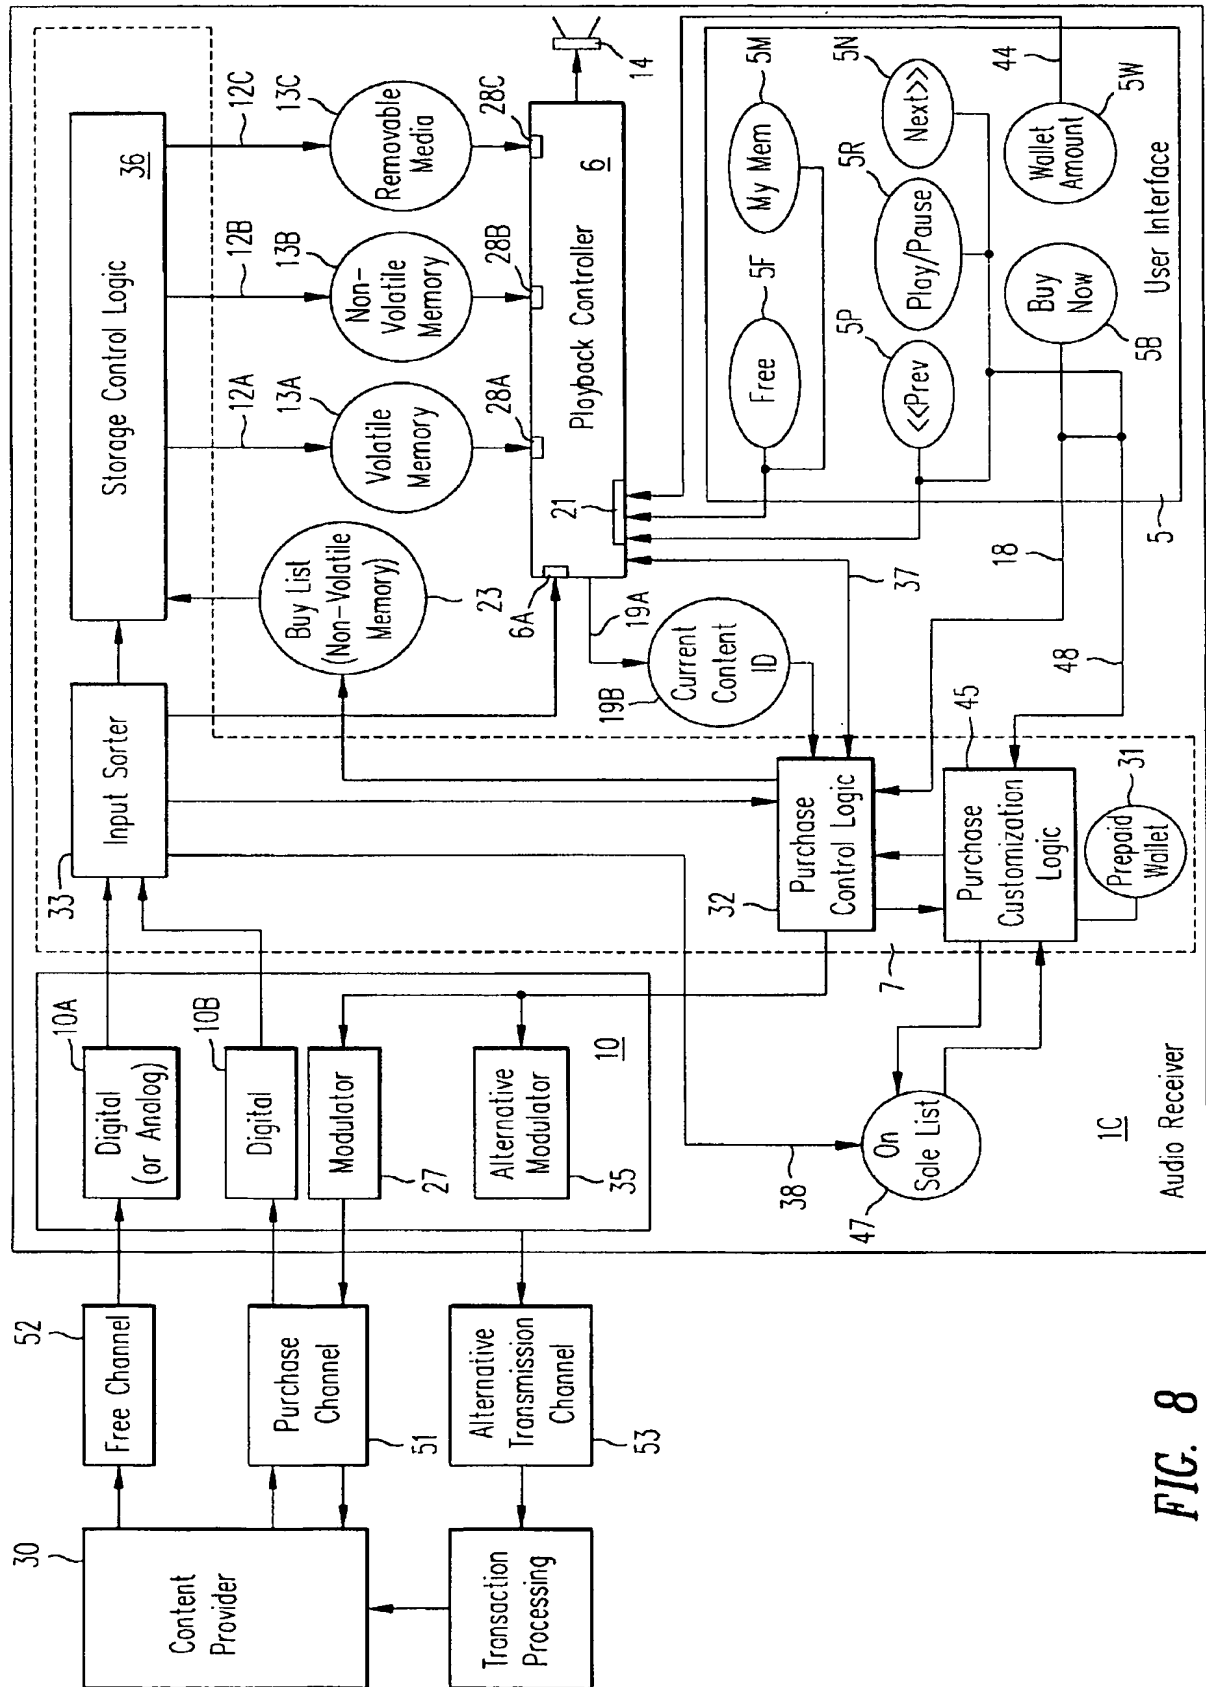 30
Content
Provider
Transaction
Processing
52
Free Channel
Purchase
Channel
51
Alternative
Transmission
Channel
53
10A
Digital
(or Analog)
10B
Digital
Modulator
27
Alternative
Modulator
35
10
33
Input Sorter
Storage Control Logic
36
12A
12B
12C
13A
Volatile
Memory
13B
Non-
Volatile
Memory
13C
Removable
Media
Buy List
(Non-Volatile
Memory)
23
28A
28B
28C
6A
21
Playback Controller
6
14
19A
19B
Current
Content
ID
37
32
Purchase
Control Logic
7
45
Purchase
Customization
Logic
31
Prepaid
Wallet
38
47
On
Sale List
18
48
5
5F
Free
5M
My Mem
5P
<<Prev
5R
Play/Pause
5N
Next>>
Buy
Now
5B
Wallet
Amount
5W
44
User Interface
1C
Audio Receiver
FIG. 8